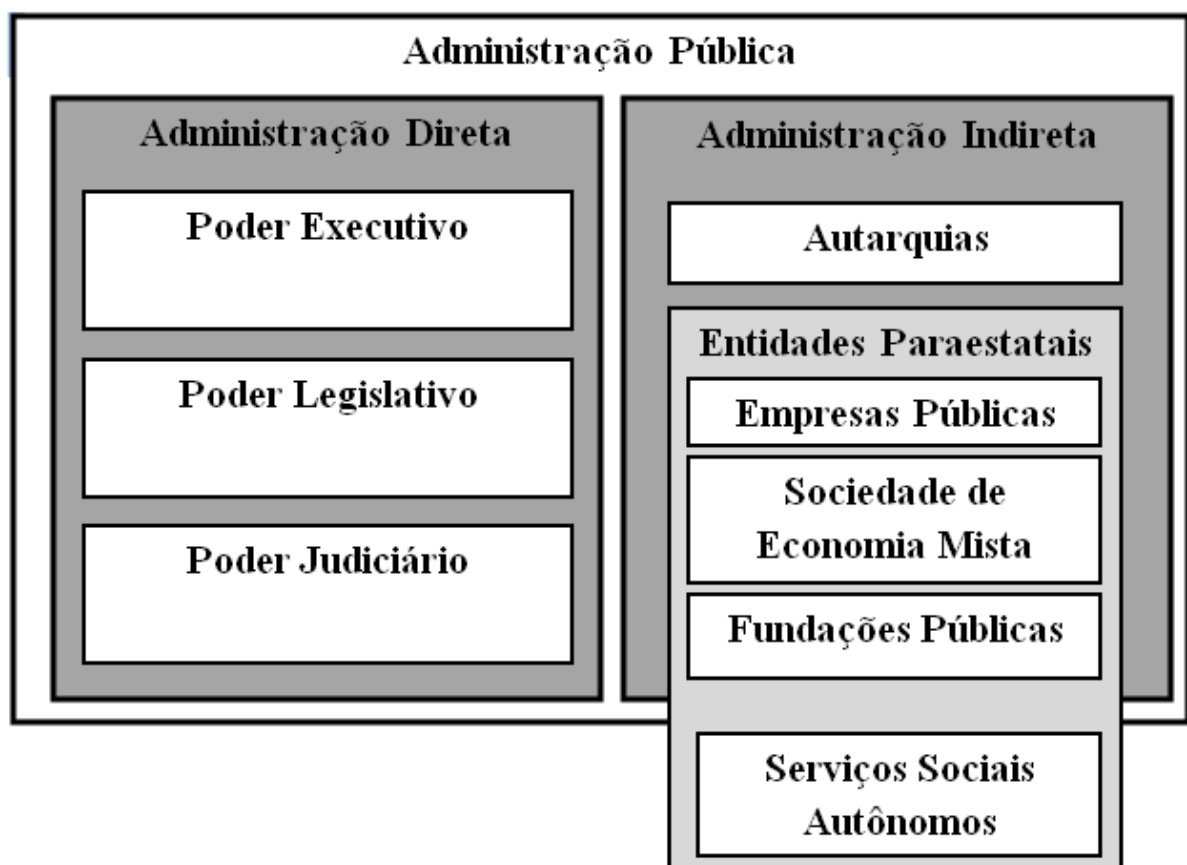 Administração Pública
Administração Direta
Poder Executivo
Poder Legislativo
Poder Judiciário
Administração Indireta
Autarquias
Entidades Paraestatais
Empresas Públicas
Sociedade de
Economia Mista
Fundações Públicas
Serviços Sociais
Autônomos